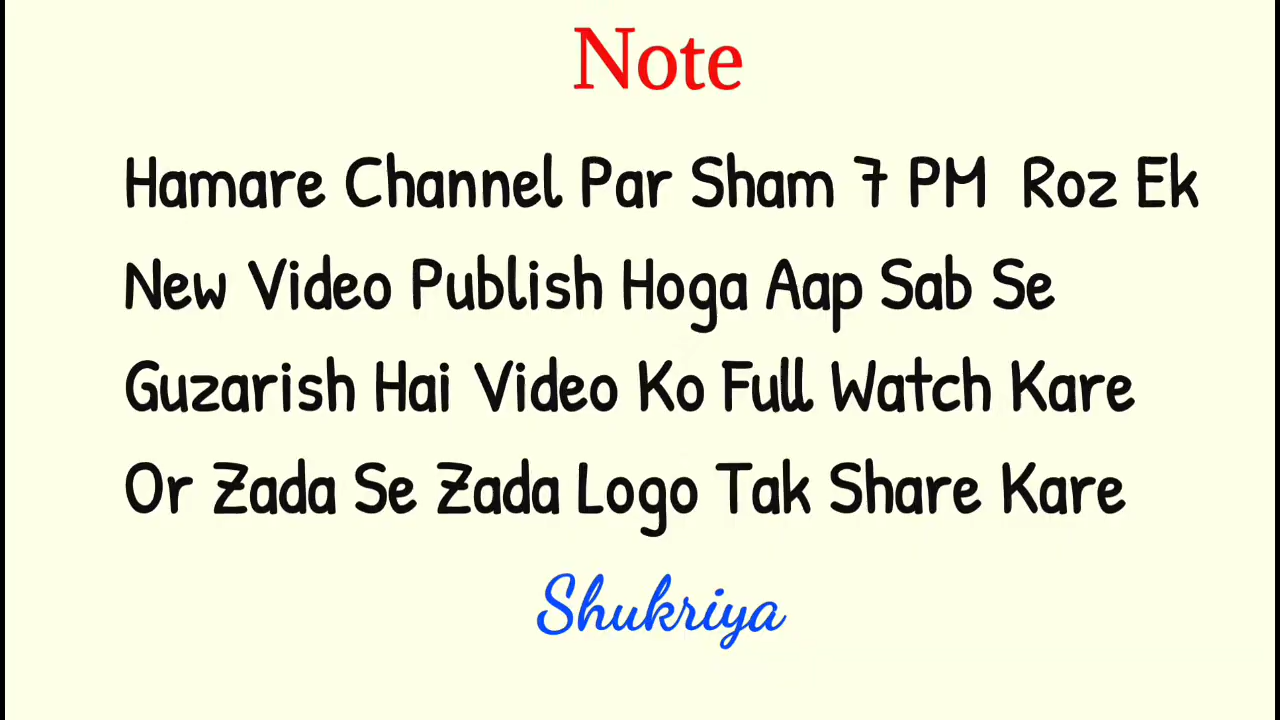 Note
Hamare Channel Par Sham 7 PM Roz Ek
New Video Publish Hoga Aap Sab Se
Guzarish Hai Video Ko Full Watch Kare
Or Zada Se Zada Logo Tak Share Kare
Shukriya